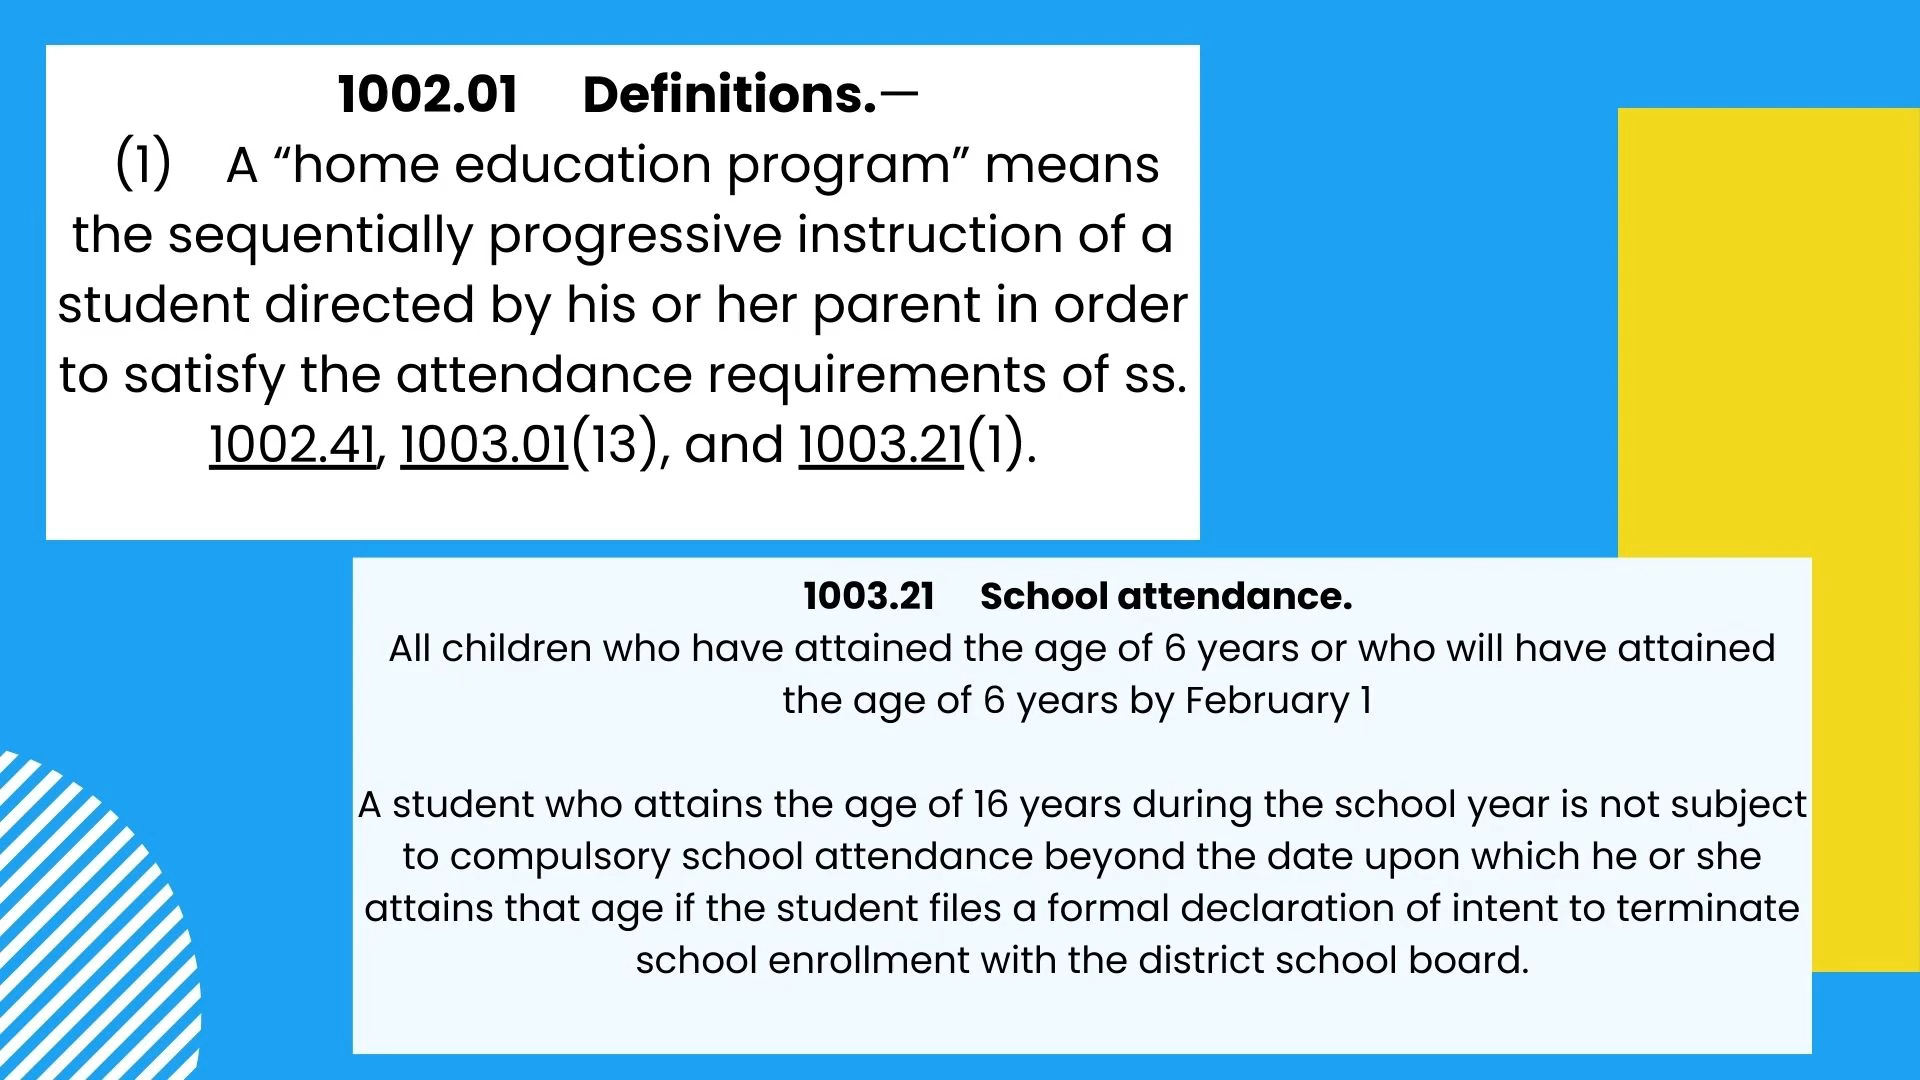 1002.01 Definitions.—
(1) A “home education program” means
the sequentially progressive instruction of a
student directed by his or her parent in order
to satisfy the attendance requirements of ss.
1002.41, 1003.01(13), and 1003.21(1).
1003.21 School attendance.
All children who have attained the age of 6 years or who will have attained
the age of 6 years by February 1
A student who attains the age of 16 years during the school year is not subject
to compulsory school attendance beyond the date upon which he or she
attains that age if the student files a formal declaration of intent to terminate
school enrollment with the district school board.